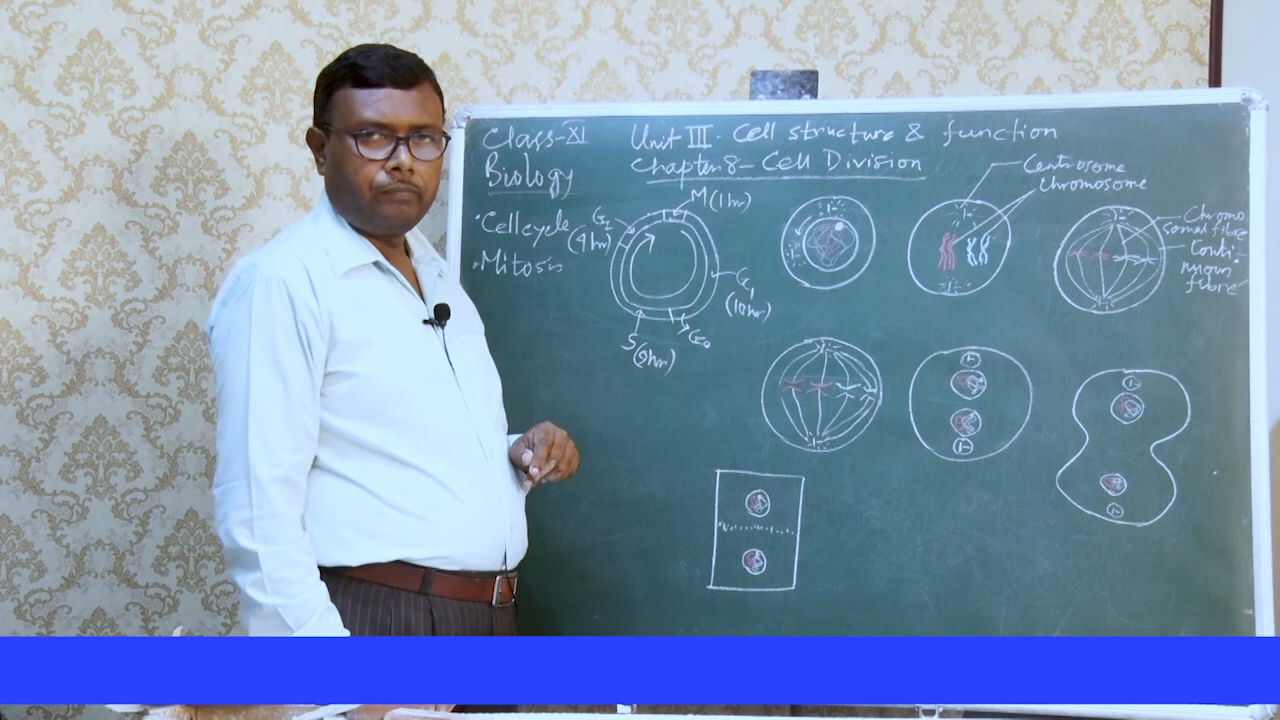 Class-XI
Biology
Unit III- Cell structure & function
Chapter 8- Cell Division
• Cell cycle
• Mitosis
M(1hr)
G2
(4hr)
G1
(10hr)
G0
S(9hr)
Centrosome
Chromosome
Chromo
somal fibre
Conti-
nuous
fibre